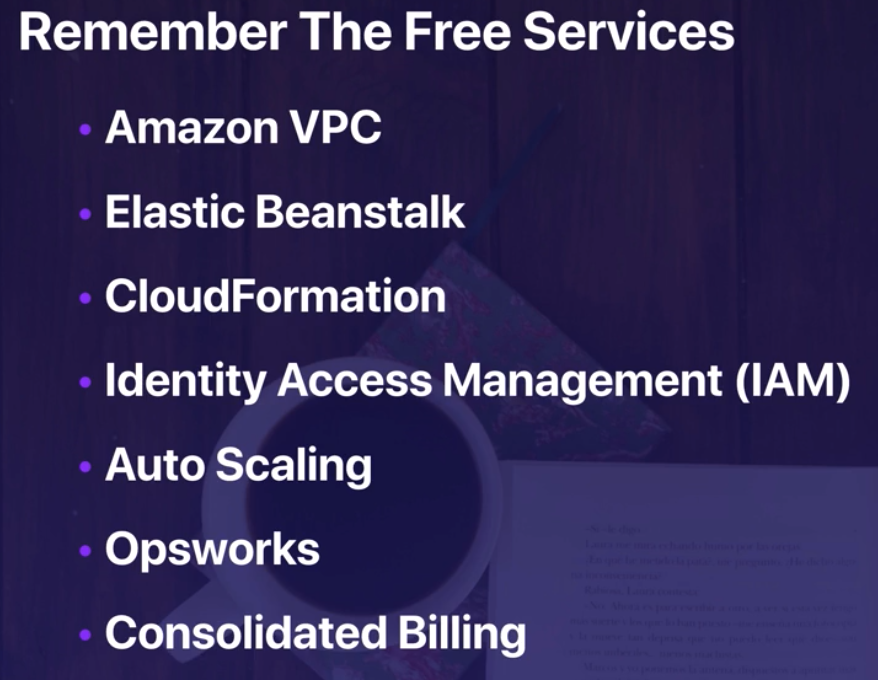 Remember The Free Services
• Amazon VPC
• Elastic Beanstalk
• CloudFormation
• Identity Access Management (IAM)
• Auto Scaling
• Opsworks
• Consolidated Billing